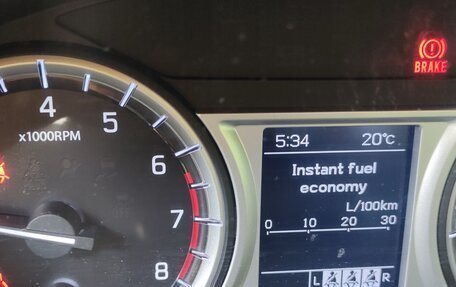 BRAKE
4
x1000RPM
5
6
7
8
5:34 20°C
Instant fuel
economy
L/100km
0 10 20 30
L R